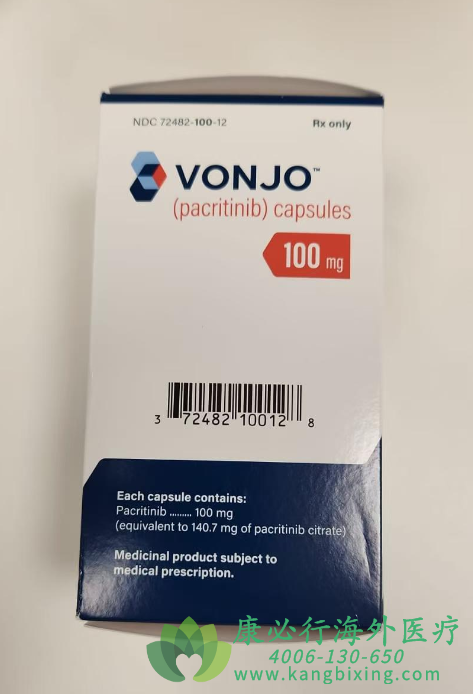 NDC 72482-100-12
Rx only
VONJO™
(pacritinib) capsules
100 mg
3 72482 10012 8
Each capsule contains:
Pacritinib ......... 100 mg
(equivalent to 140.7 mg of pacritinib citrate)
Medicinal product subject to
medical prescription.
康必行海外医疗
4006-130-650
www.kangbixing.com